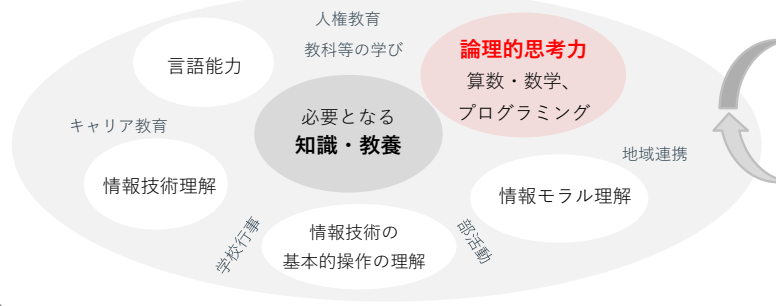 人権教育
教科等の学び
言語能力
論理的思考力
算数・数学、
プログラミング
必要となる
知識・教養
キャリア教育
地域連携
情報技術理解
情報モラル理解
学校行事
情報技術の
基本的操作の理解
部活動